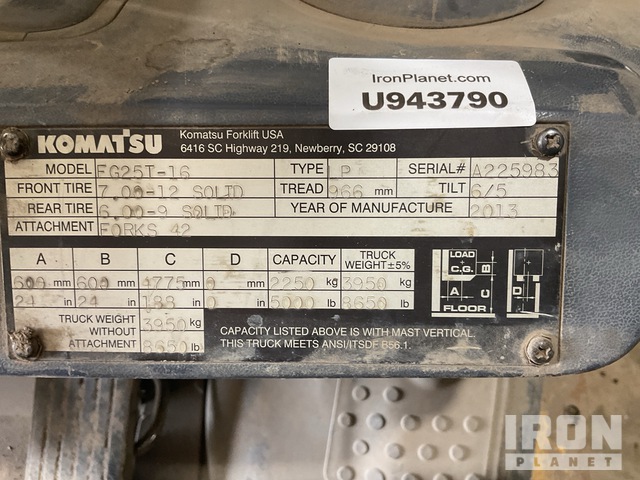 IronPlanet.com
U943790
KOMATSU
Komatsu Forklift USA
6416 SC Highway 219, Newberry, SC 29108
MODEL FG25T-16 TYPE LP SERIAL# A225983
FRONT TIRE 7.00-12 SOLID TREAD 966 mm TILT 6/5
REAR TIRE 6.00-9 SOLID YEAR OF MANUFACTURE 2013
ATTACHMENT FORKS 42
A B C D CAPACITY TRUCK WEIGHT±5%
600 mm 600 mm 4775 mm 0 mm 2250 kg 3950 kg
24 in 24 in 188 in 0 in 5000 lb 8650 lb
TRUCK WEIGHT WITHOUT ATTACHMENT 3950 kg
8650 lb
CAPACITY LISTED ABOVE IS WITH MAST VERTICAL.
THIS TRUCK MEETS ANSI/ITSDF B56.1.
LOAD
C.G.
B
A
C
D
FLOOR
IRON
PLANET